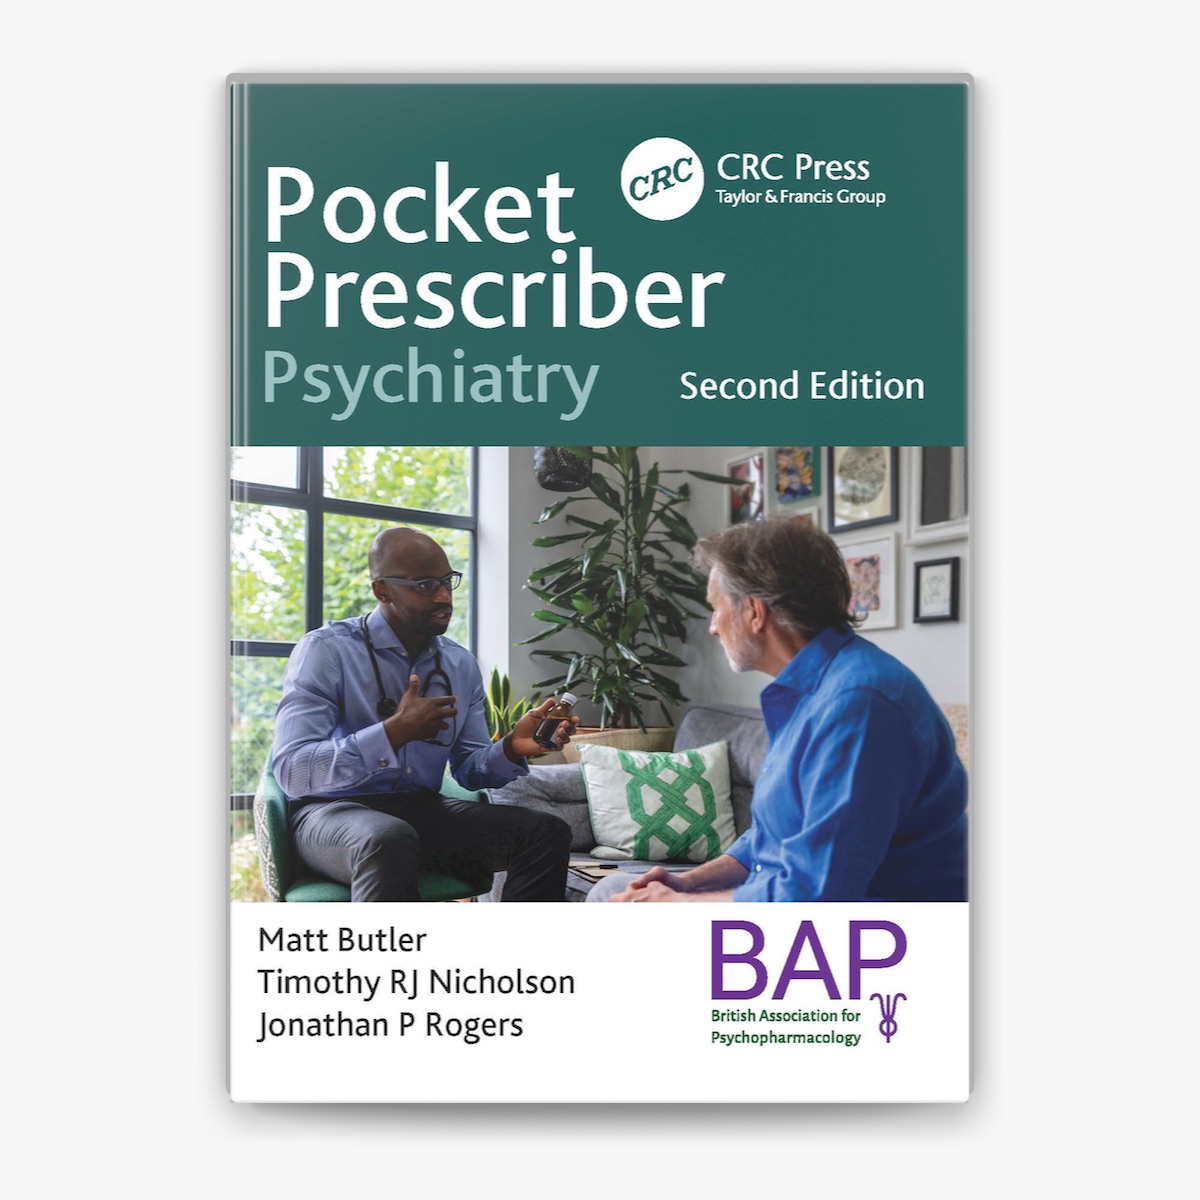 Pocket
Prescriber
Psychiatry
CRC
CRC Press
Taylor & Francis Group
Second Edition
Matt Butler
Timothy RJ Nicholson
Jonathan P Rogers
BAP
British Association for
Psychopharmacology